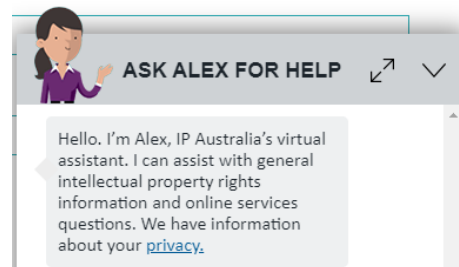 ASK ALEX FOR HELP
Hello. I'm Alex, IP Australia's virtual
assistant. I can assist with general
intellectual property rights
information and online services
questions. We have information
about your privacy.